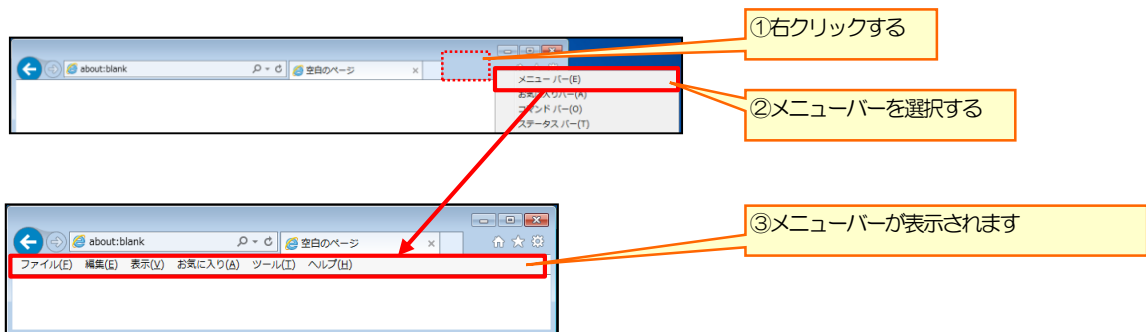 ①右クリックする
about:blank
空白のページ
×
メニュー バー(E)
お気に入りバー(A)
コマンド バー(O)
ステータス バー(T)
②メニューバーを選択する
③メニューバーが表示されます
about:blank
空白のページ
×
ファイル(F) 編集(E) 表示(V) お気に入り(A) ツール(T) ヘルプ(H)